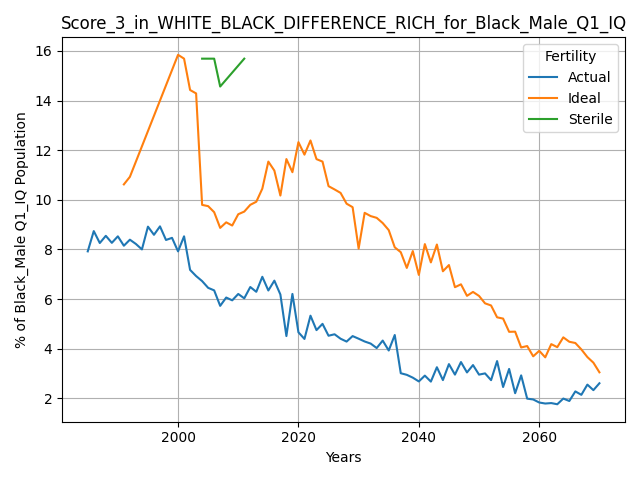 Score_3_in_WHITE_BLACK_DIFFERENCE_RICH_for_Black_Male_Q1_IQ
Fertility
Actual
Ideal
Sterile
% of Black_Male Q1_IQ Population
16
14
12
10
8
6
4
2
2000
2020
2040
2060
Years